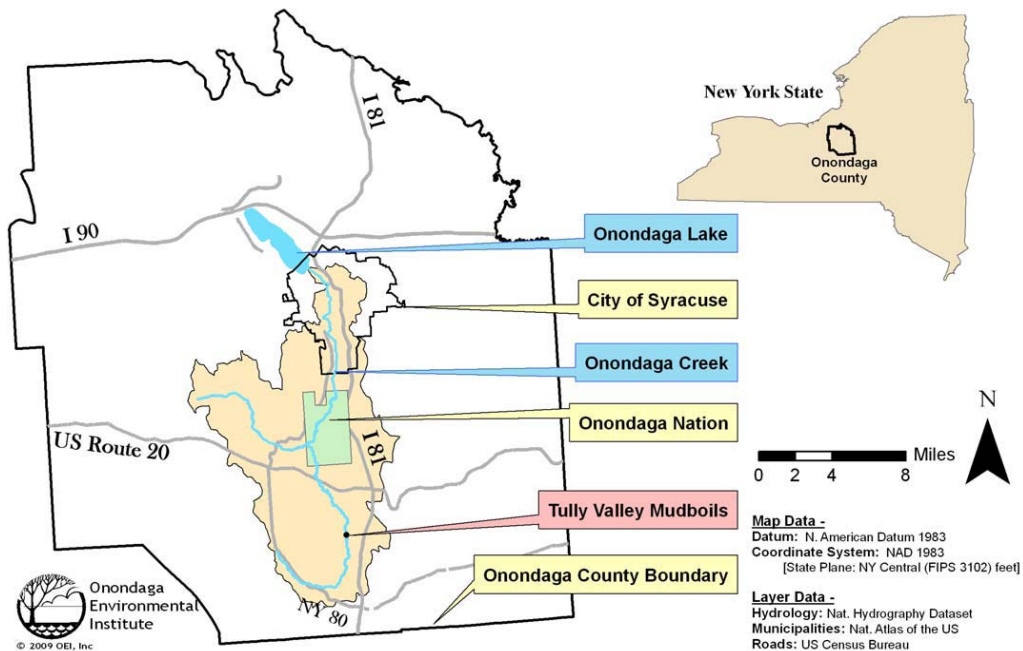 New York State
Onondaga
County
I 81
I 90
Onondaga Lake
City of Syracuse
Onondaga Creek
Onondaga Nation
US Route 20
I 81
Tully Valley Mudboils
Onondaga County Boundary
NY 80
N
Miles
0 2 4 8
Map Data -
Datum: N. American Datum 1983
Coordinate System: NAD 1983
[State Plane: NY Central (FIPS 3102) feet]
Layer Data -
Hydrology: Nat. Hydrography Dataset
Municipalities: Nat. Atlas of the US
Roads: US Census Bureau
Onondaga
Environmental
Institute
© 2009 OEI, Inc